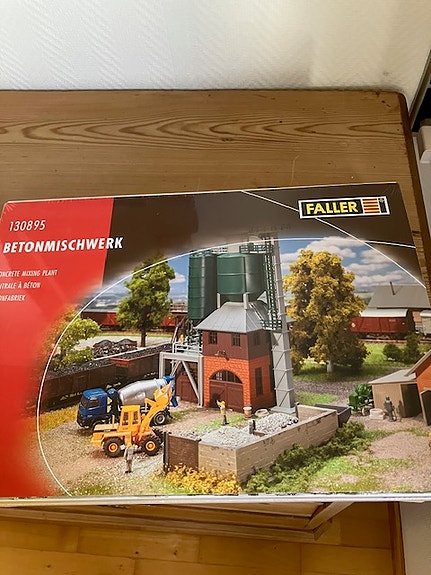 FALLER
130895
BETONMISCHWERK
CONCRETE MIXING PLANT
CENTRALE À BÉTON